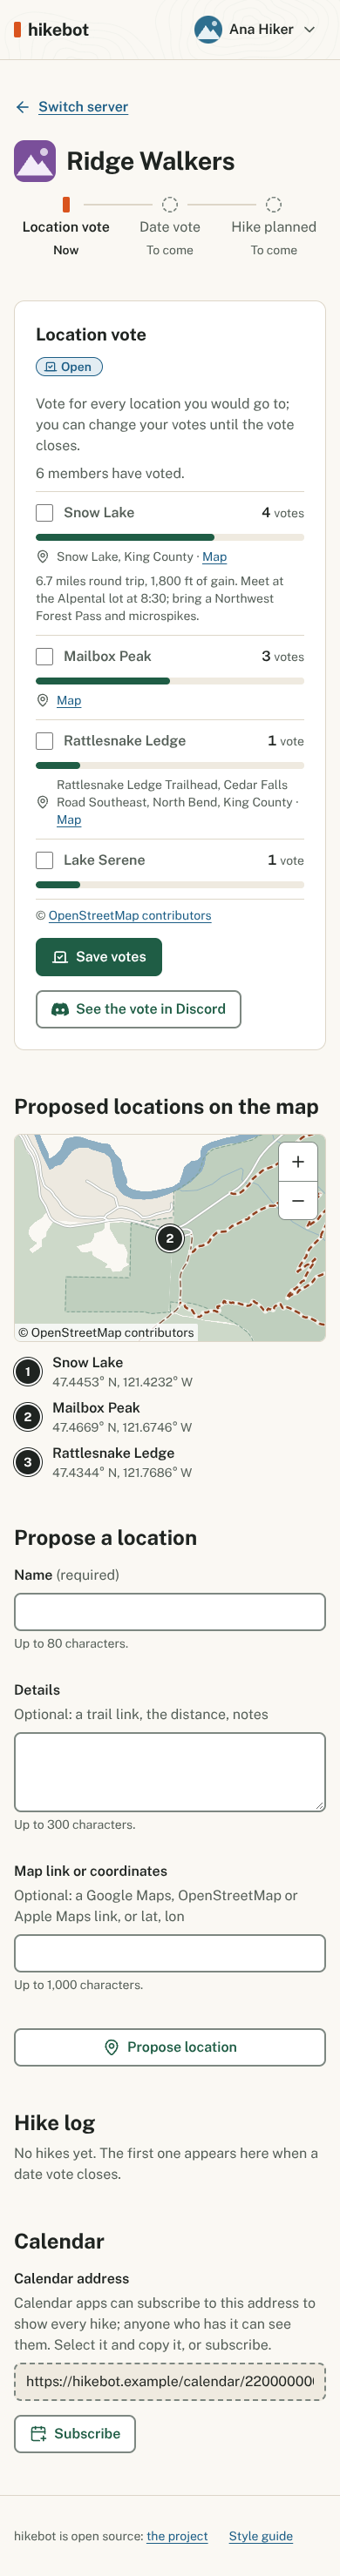 hikebot
Ana Hiker
Switch server
Ridge Walkers
Location vote
Now
Date vote
To come
Hike planned
To come
Location vote
Open
Vote for every location you would go to;
you can change your votes until the vote
closes.
6 members have voted.
Snow Lake 4 votes
Snow Lake, King County · Map
6.7 miles round trip, 1,800 ft of gain. Meet at
the Alpental lot at 8:30; bring a Northwest
Forest Pass and microspikes.
Mailbox Peak 3 votes
Map
Rattlesnake Ledge 1 vote
Rattlesnake Ledge Trailhead, Cedar Falls
Road Southeast, North Bend, King County ·
Map
Lake Serene 1 vote
© OpenStreetMap contributors
Save votes
See the vote in Discord
Proposed locations on the map
+
−
2
© OpenStreetMap contributors
1 Snow Lake
47.4453° N, 121.4232° W
2 Mailbox Peak
47.4669° N, 121.6746° W
3 Rattlesnake Ledge
47.4344° N, 121.7686° W
Propose a location
Name (required)
Up to 80 characters.
Details
Optional: a trail link, the distance, notes
Up to 300 characters.
Map link or coordinates
Optional: a Google Maps, OpenStreetMap or
Apple Maps link, or lat, lon
Up to 1,000 characters.
Propose location
Hike log
No hikes yet. The first one appears here when a
date vote closes.
Calendar
Calendar address
Calendar apps can subscribe to this address to
show every hike; anyone who has it can see
them. Select it and copy it, or subscribe.
https://hikebot.example/calendar/220000000
Subscribe
hikebot is open source: the project Style guide